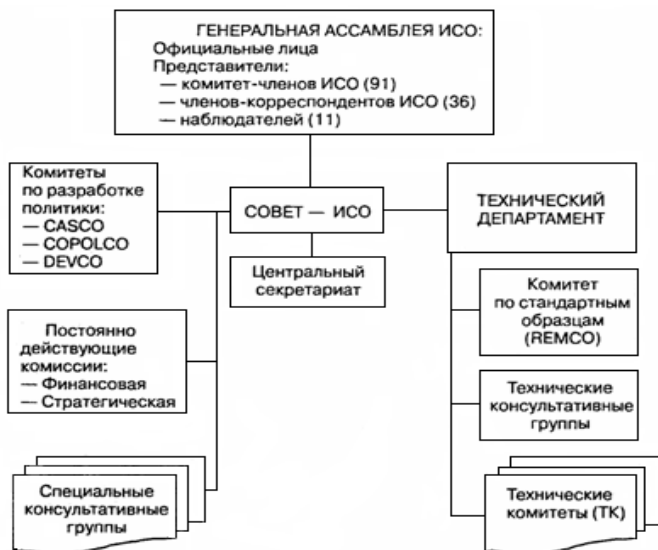 ГЕНЕРАЛЬНАЯ АССАМБЛЕЯ ИСО:
Официальные лица
Представители:
— комитет-членов ИСО (91)
— членов-корреспондентов ИСО (36)
— наблюдателей (11)
Комитеты
по разработке
политики:
— CASCO
— COPOLCO
— DEVCO
СОВЕТ — ИСО
ТЕХНИЧЕСКИЙ
ДЕПАРТАМЕНТ
Центральный
секретариат
Комитет
по стандартным
образцам
(REMCO)
Постоянно
действующие
комиссии:
— Финансовая
— Стратегическая
Технические
консультативные
группы
Специальные
консультативные
группы
Технические
комитеты (ТК)